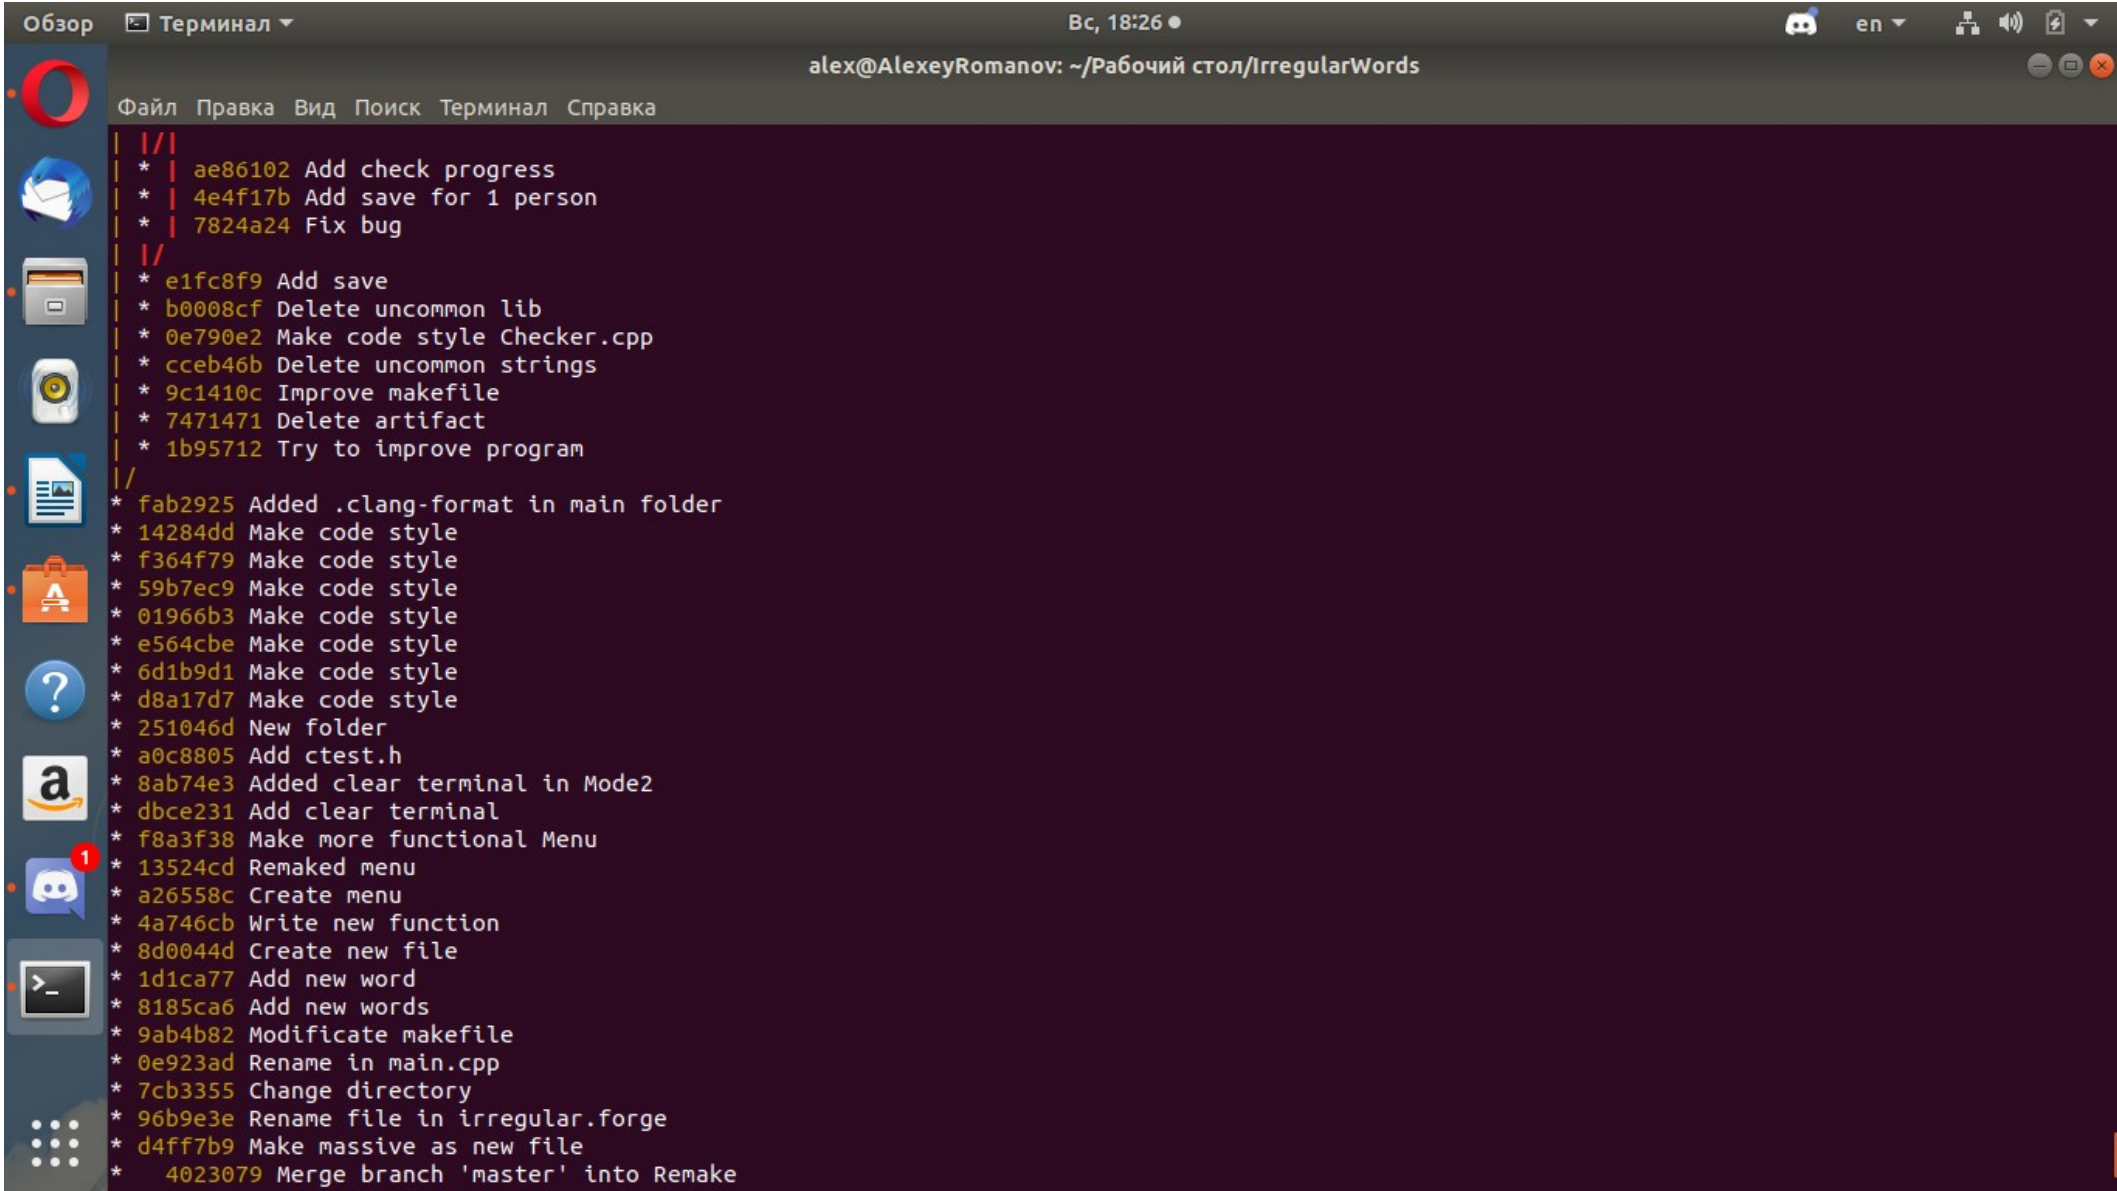 Обзор Терминал Вс, 18:26 en
alex@AlexeyRomanov: ~/Рабочий стол/IrregularWords
Файл Правка Вид Поиск Терминал Справка
| |/|
| * | ae86102 Add check progress
| * | 4e4f17b Add save for 1 person
| * | 7824a24 Fix bug
| |/
| * e1fc8f9 Add save
| * b0008cf Delete uncommon lib
| * 0e790e2 Make code style Checker.cpp
| * cceb46b Delete uncommon strings
| * 9c1410c Improve makefile
| * 7471471 Delete artifact
| * 1b95712 Try to improve program
|/
* fab2925 Added .clang-format in main folder
* 14284dd Make code style
* f364f79 Make code style
* 59b7ec9 Make code style
* 01966b3 Make code style
* e564cbe Make code style
* 6d1b9d1 Make code style
* d8a17d7 Make code style
* 251046d New folder
* a0c8805 Add ctest.h
* 8ab74e3 Added clear terminal in Mode2
* dbce231 Add clear terminal
* f8a3f38 Make more functional Menu
* 13524cd Remaked menu
* a26558c Create menu
* 4a746cb Write new function
* 8d0044d Create new file
* 1d1ca77 Add new word
* 8185ca6 Add new words
* 9ab4b82 Modificate makefile
* 0e923ad Rename in main.cpp
* 7cb3355 Change directory
* 96b9e3e Rename file in irregular.forge
* d4ff7b9 Make massive as new file
*   4023079 Merge branch 'master' into Remake
1